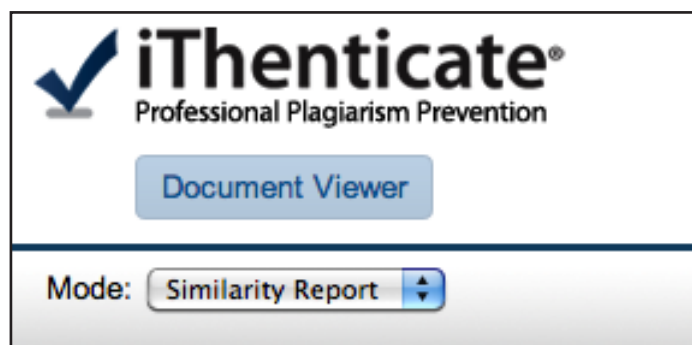 iThenticate®
Professional Plagiarism Prevention
Document Viewer
Mode: Similarity Report